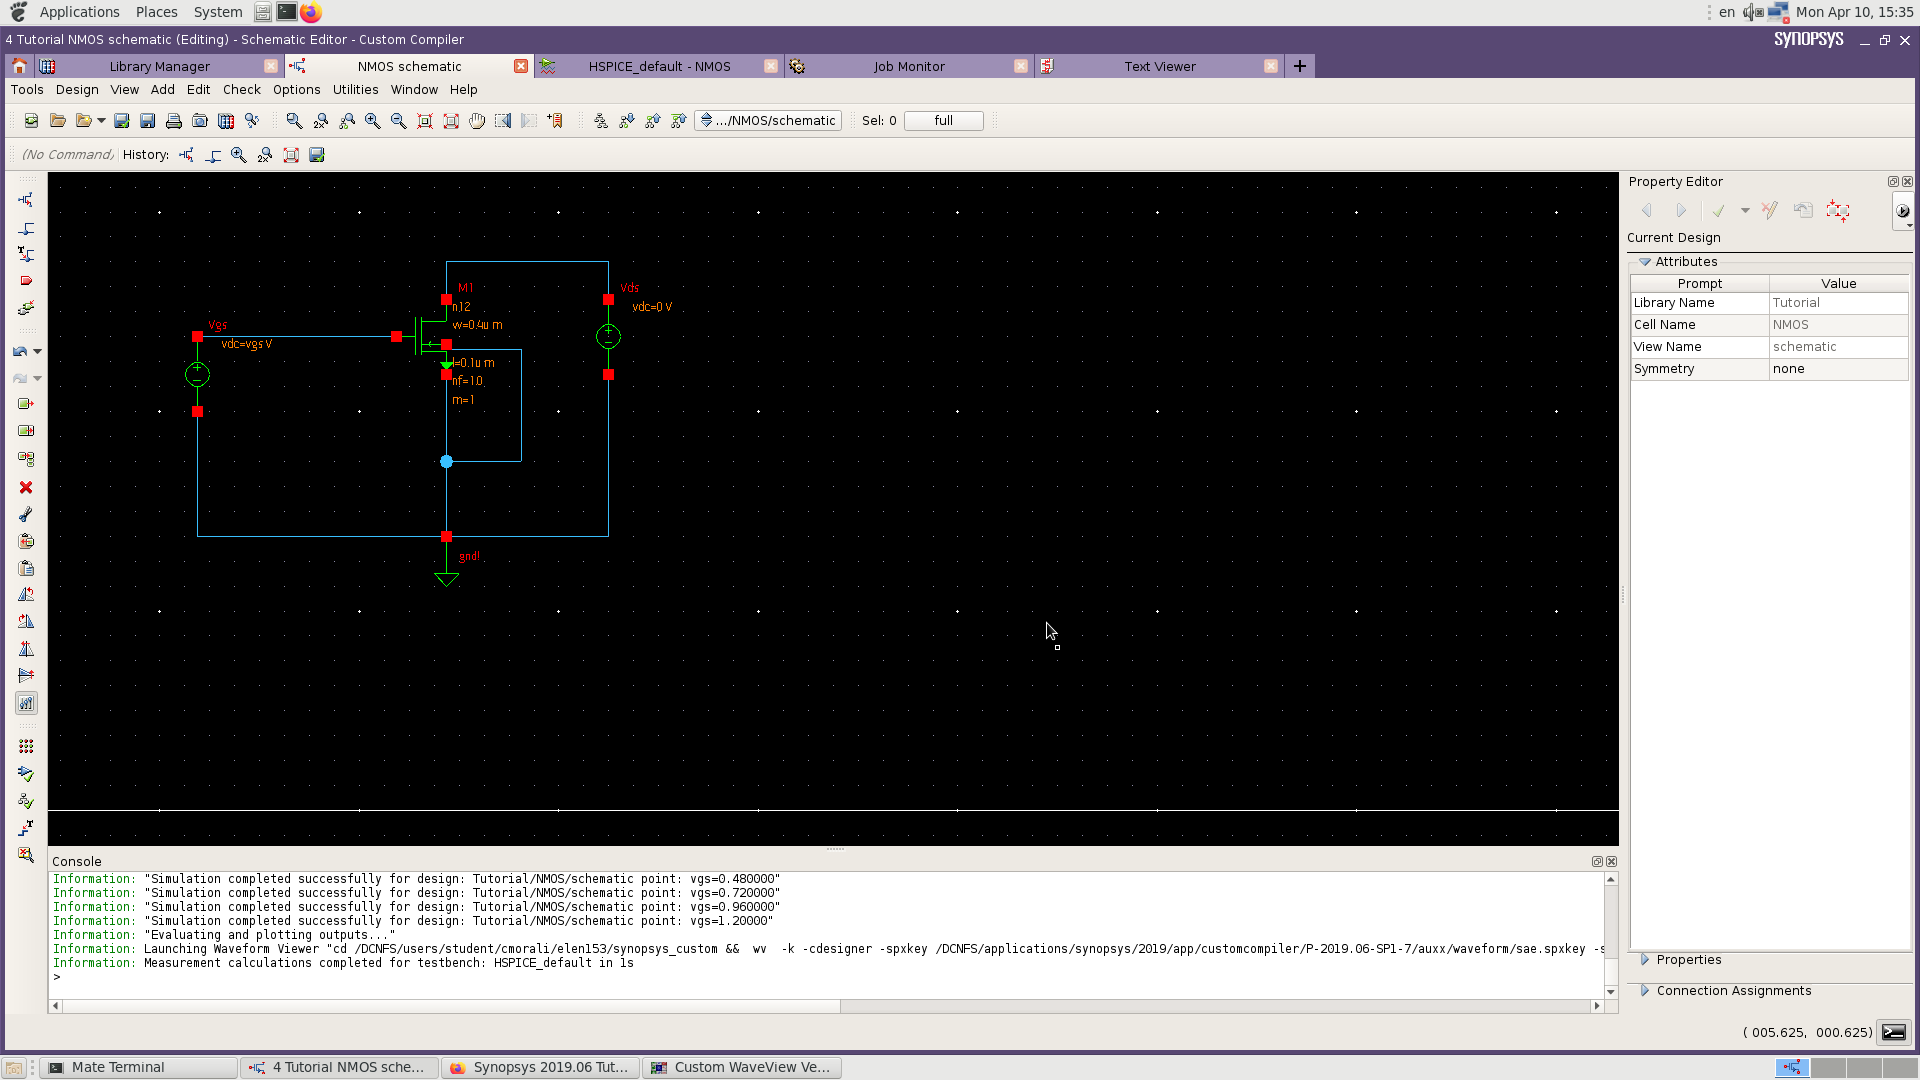 Applications Places System en Mon Apr 10, 15:35
4 Tutorial NMOS schematic (Editing) - Schematic Editor - Custom Compiler SYNOPSYS
Library Manager NMOS schematic HSPICE_default - NMOS Job Monitor Text Viewer
Tools Design View Add Edit Check Options Utilities Window Help
.../NMOS/schematic Sel: 0 full
(No Command) History:
Property Editor
Current Design
Attributes
Prompt Value
Library Name Tutorial
Cell Name NMOS
View Name schematic
Symmetry none
Properties
Connection Assignments
M1
n12
w=0.4u m
l=0.1u m
nf=1.0
m=1
Vds
vdc=0 V
Vgs
vdc=vgs V
gnd!
Console
Information: "Simulation completed successfully for design: Tutorial/NMOS/schematic point: vgs=0.480000"
Information: "Simulation completed successfully for design: Tutorial/NMOS/schematic point: vgs=0.720000"
Information: "Simulation completed successfully for design: Tutorial/NMOS/schematic point: vgs=0.960000"
Information: "Simulation completed successfully for design: Tutorial/NMOS/schematic point: vgs=1.20000"
Information: "Evaluating and plotting outputs..."
Information: Launching Waveform Viewer "cd /DCNFS/users/student/cmorali/elen153/synopsys_custom && wv -k -cdesigner -spxkey /DCNFS/applications/synopsys/2019/app/customcompiler/P-2019.06-SP1-7/auxx/waveform/sae.spxkey -s
Information: Measurement calculations completed for testbench: HSPICE_default in 1s
>
( 005.625, 000.625)
Mate Terminal 4 Tutorial NMOS sche... Synopsys 2019.06 Tut... Custom WaveView Ve...